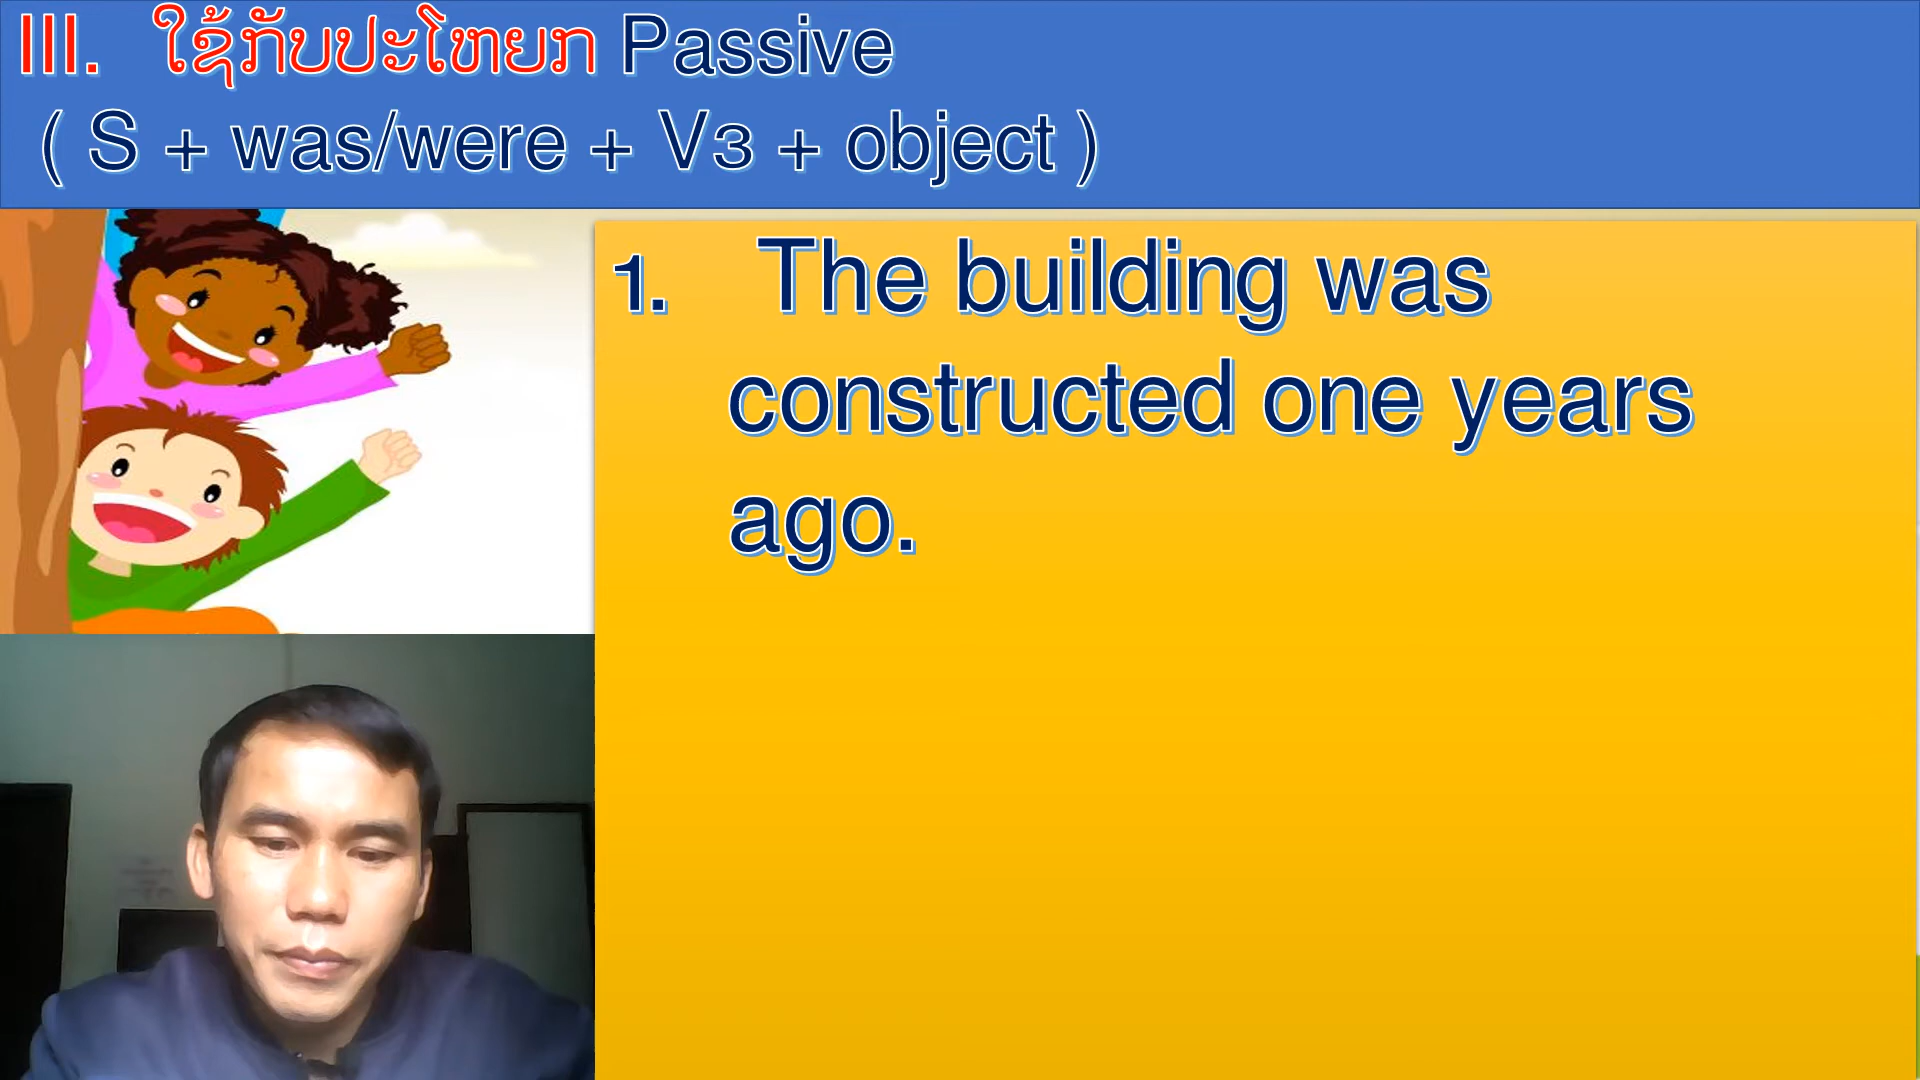 III. ໃຊ້ກັບປະໂຫຍກ Passive
( S + was/were + V3 + object )
1. The building was
constructed one years
ago.